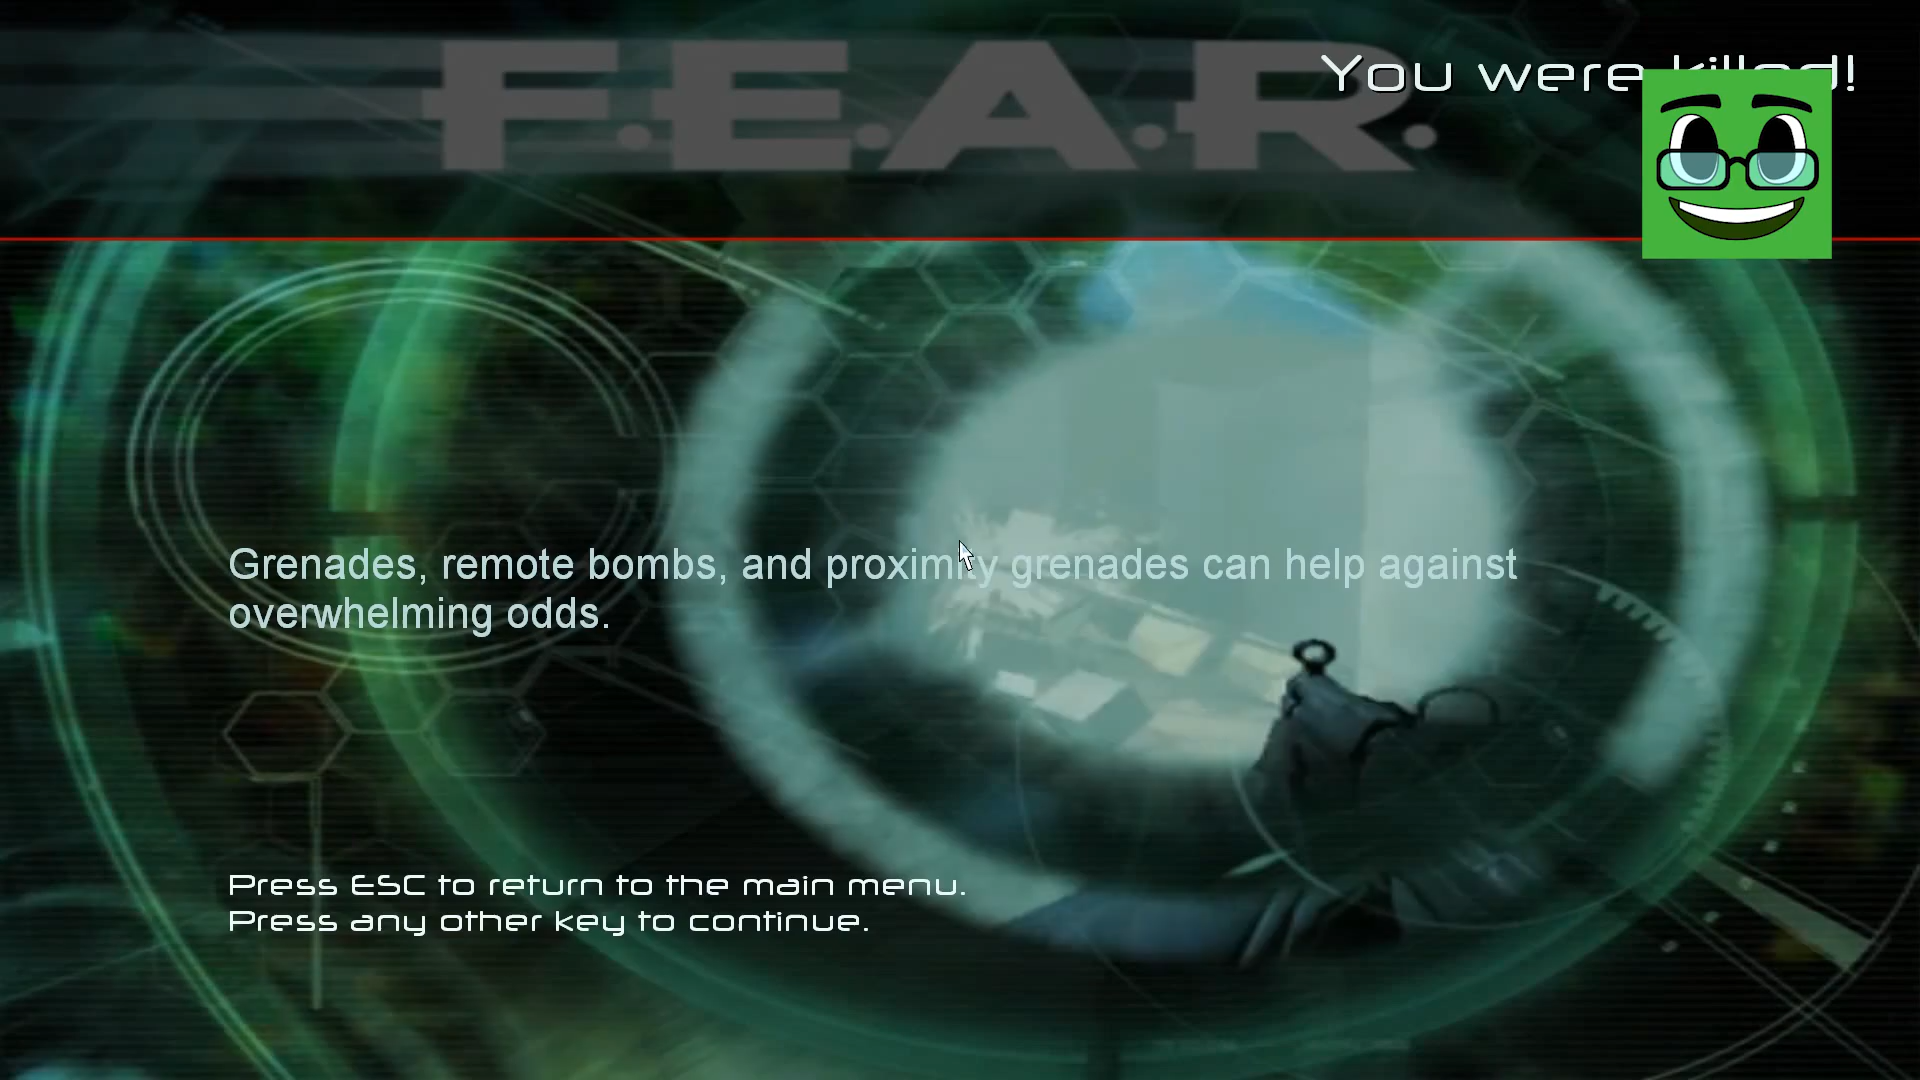 F.E.A.R.
You were killed!
Grenades, remote bombs, and proximity grenades can help against
overwhelming odds.
Press ESC to return to the main menu.
Press any other key to continue.